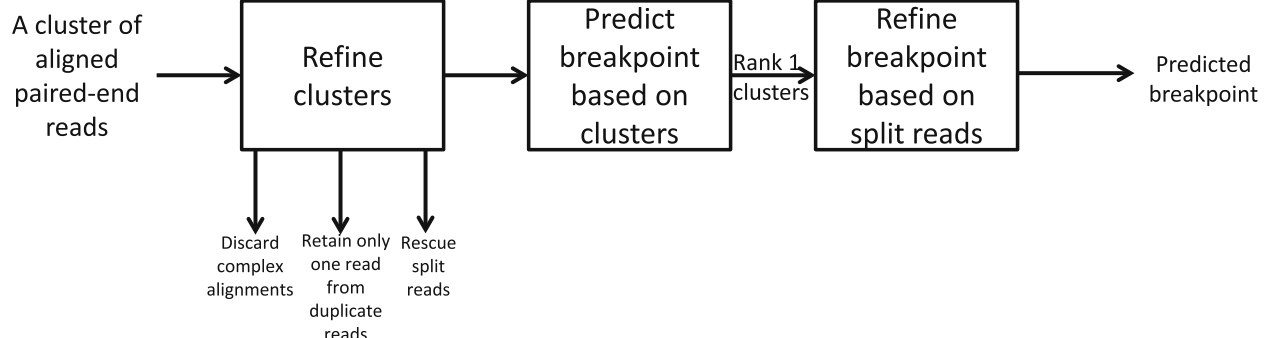 A cluster of
aligned
paired-end
reads
Refine
clusters
Predict
breakpoint
based on
clusters
Rank 1
clusters
Refine
breakpoint
based on
split reads
Predicted
breakpoint
Discard
complex
alignments
Retain only
one read
from
duplicate
reads
Rescue
split
reads